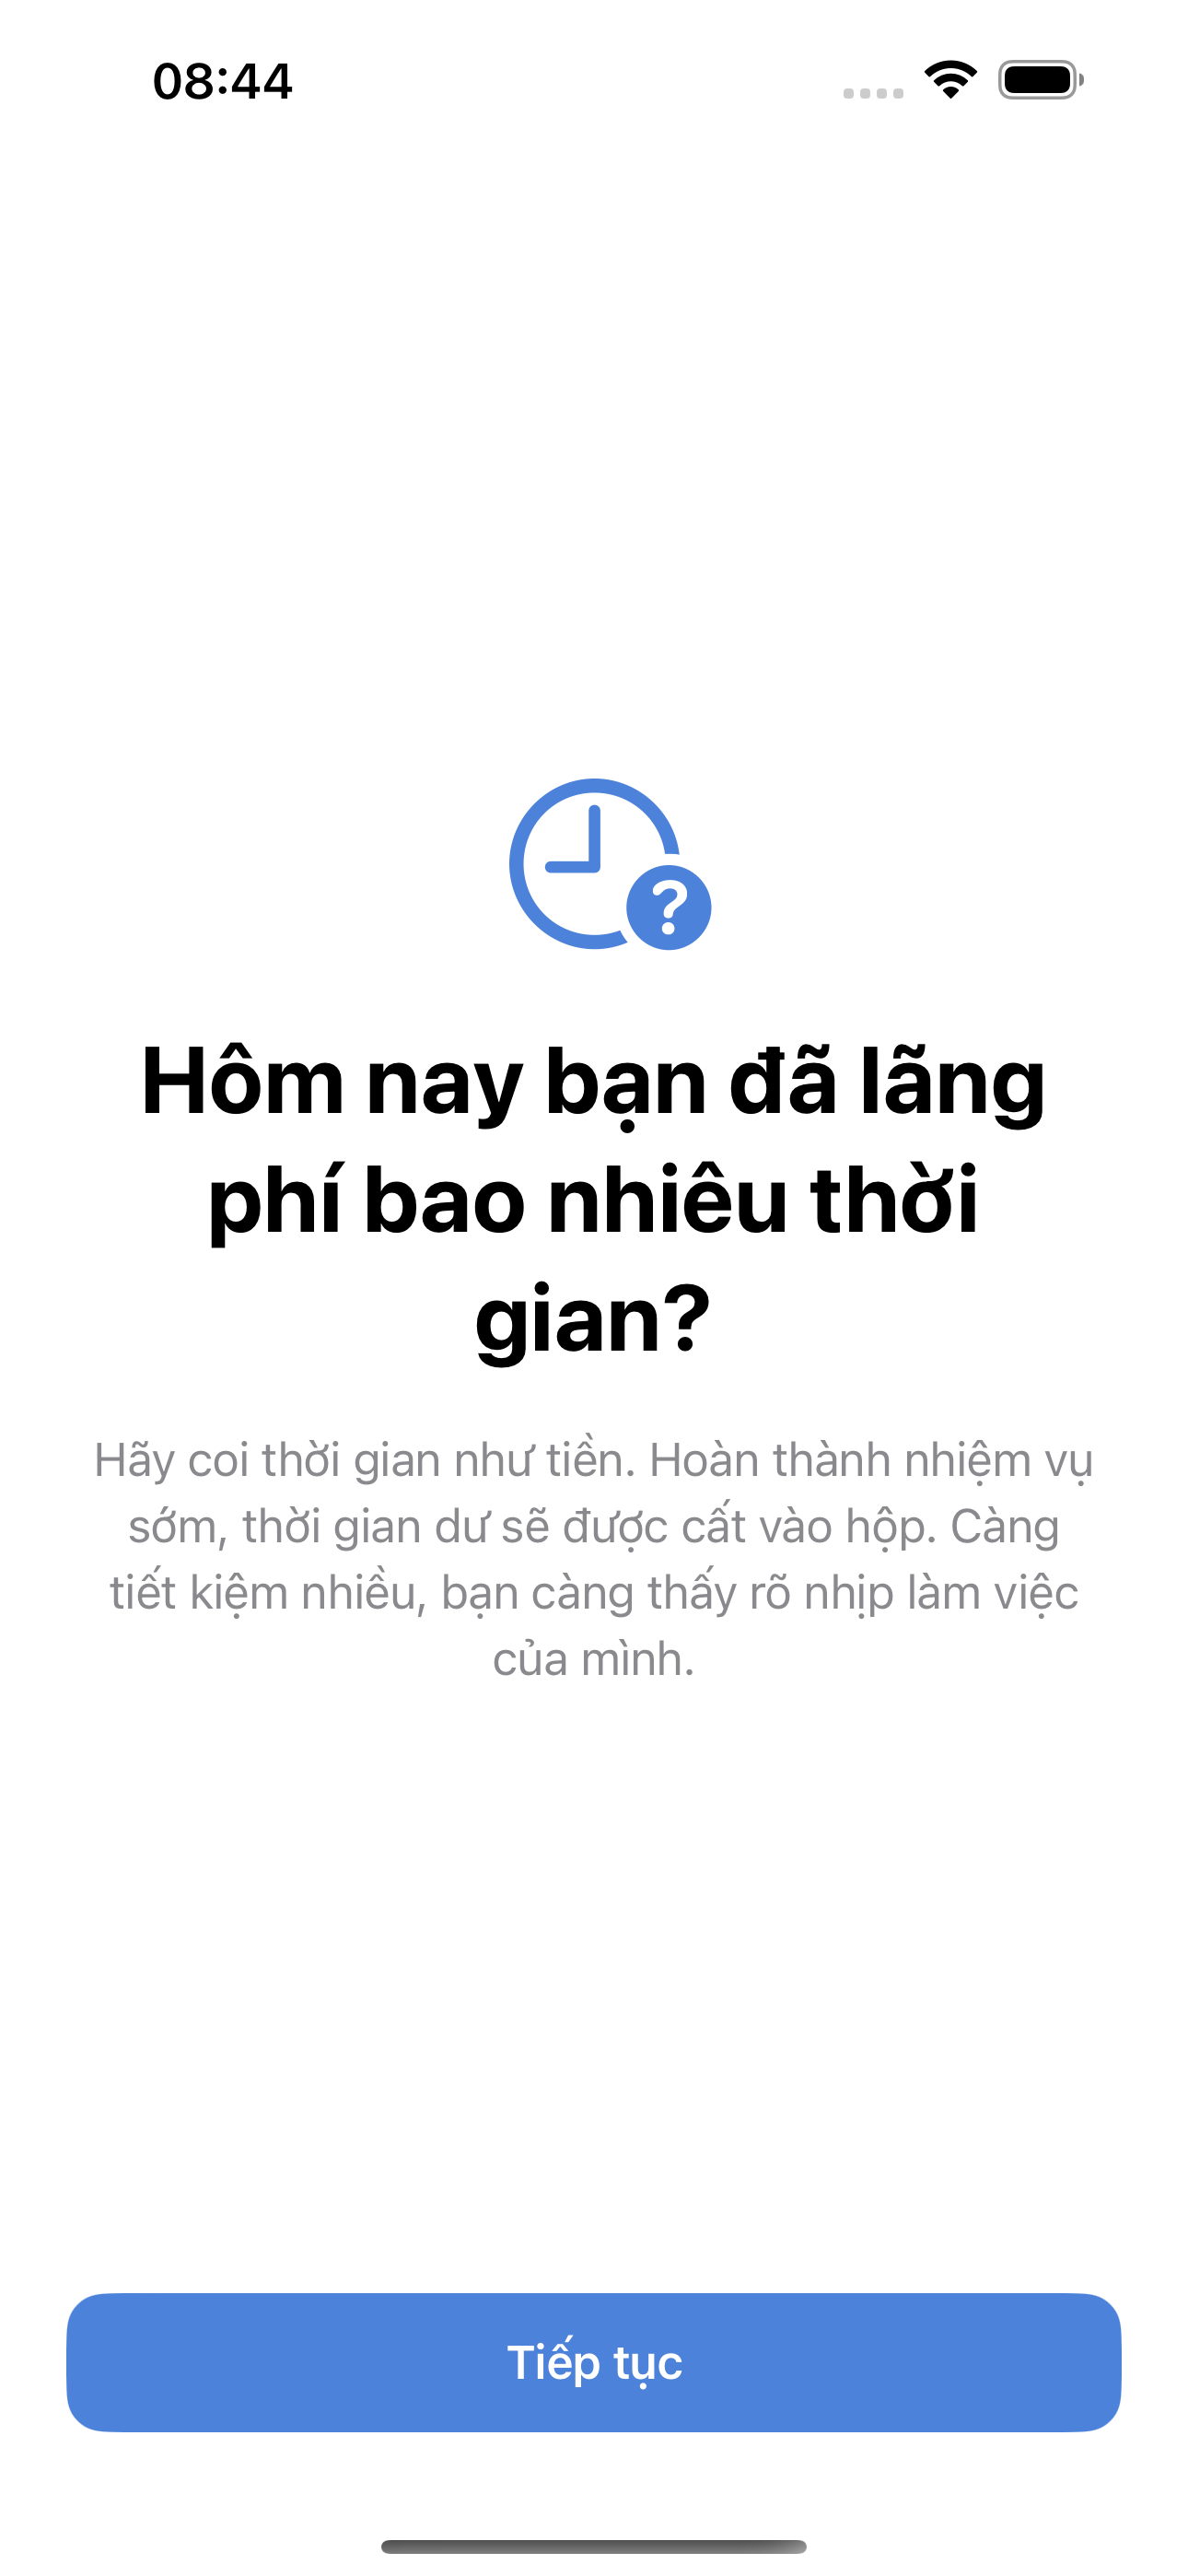 08:44
?
Hôm nay bạn đã lãng
phí bao nhiêu thời
gian?
Hãy coi thời gian như tiền. Hoàn thành nhiệm vụ
sớm, thời gian dư sẽ được cất vào hộp. Càng
tiết kiệm nhiều, bạn càng thấy rõ nhịp làm việc
của mình.
Tiếp tục